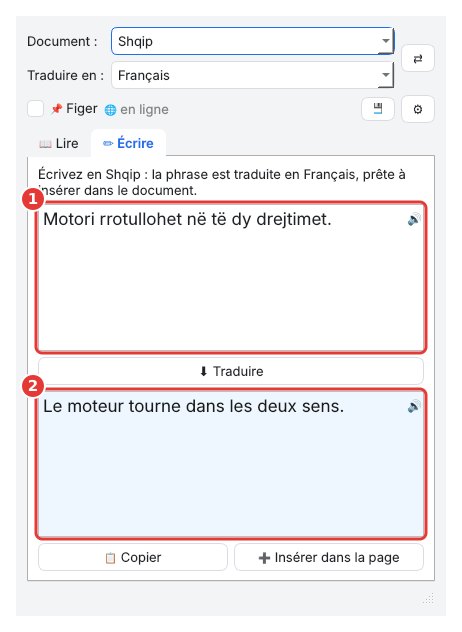 Document : Shqip
Traduire en : Français
📌 Figer 🌐 en ligne
📖 Lire ✏ Écrire
Écrivez en Shqip : la phrase est traduite en Français, prête à
insérer dans le document.
1
Motori rrotullohet në të dy drejtimet.
⬇ Traduire
2
Le moteur tourne dans les deux sens.
📋 Copier ➕ Insérer dans la page